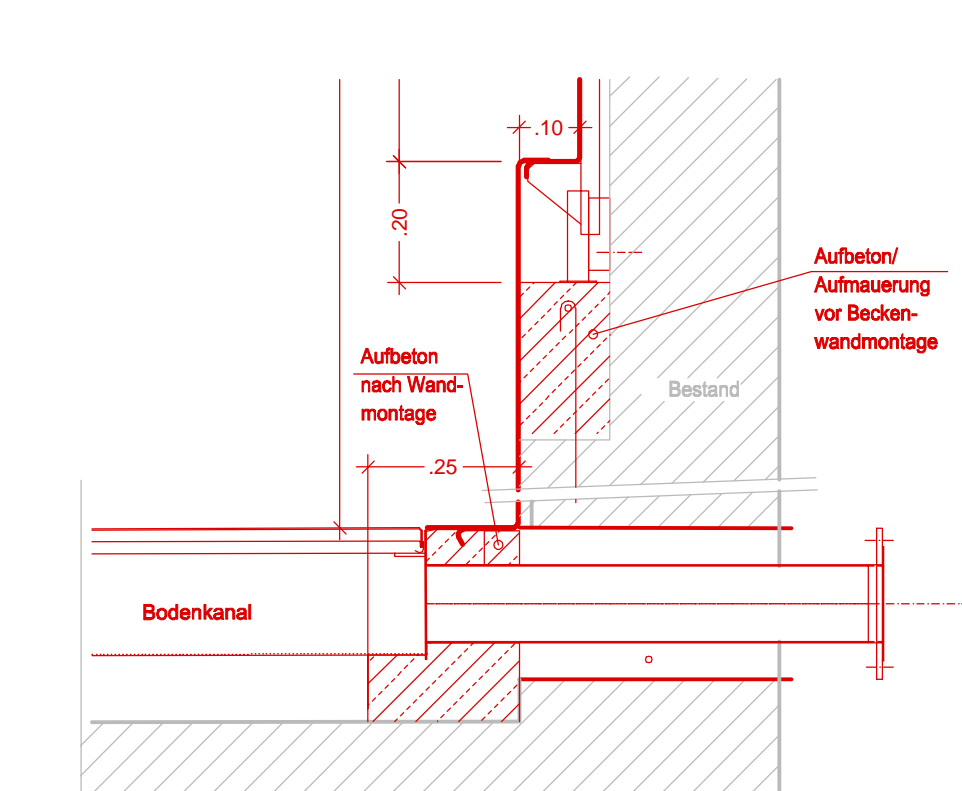 .10
.20
Aufbeton/
Aufmauerung
vor Becken-
wandmontage
Aufbeton
nach Wand-
montage
Bestand
.25
Bodenkanal